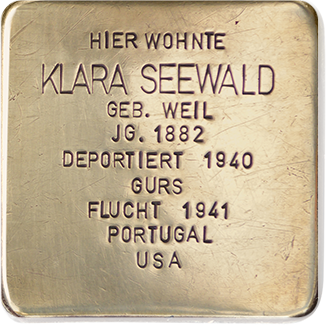 HIER WOHNTE
KLARA SEEWALD
GEB. WEIL
JG. 1882
DEPORTIERT 1940
GURS
FLUCHT 1941
PORTUGAL
USA